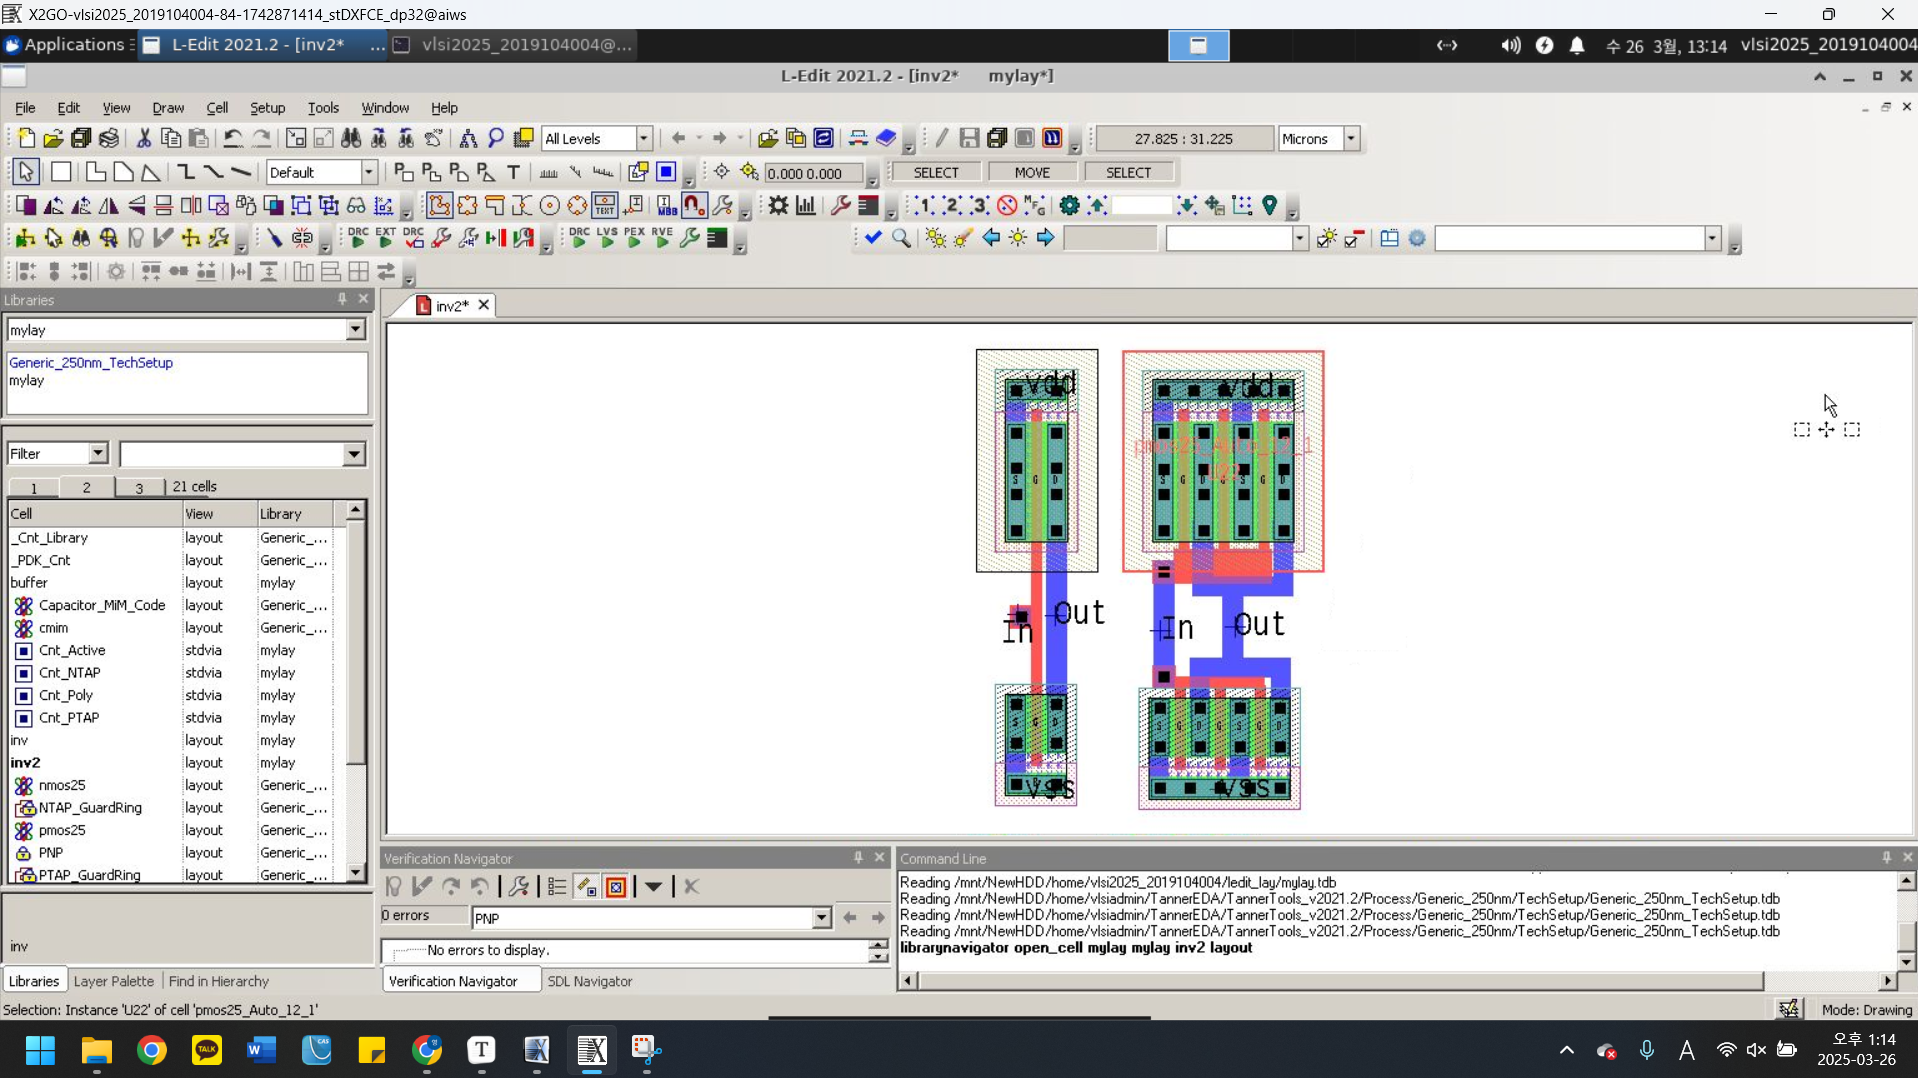 X2GO-vlsi2025_2019104004-84-1742871414_stDXFCE_dp32@aiws
Applications
L-Edit 2021.2 - [inv2* ...
vlsi2025_2019104004@...
수 26 3월, 13:14
vlsi2025_2019104004
L-Edit 2021.2 - [inv2* mylay*]
File Edit View Draw Cell Setup Tools Window Help
All Levels
27.825 : 31.225
Microns
Default
0.000 0.000
SELECT
MOVE
SELECT
DRC EXT DRC
DRC LVS PEX RVE
Libraries
inv2*
mylay
Generic_250nm_TechSetup
mylay
Filter
1 2 3 21 cells
Cell View Library
_Cnt_Library layout Generic_...
_PDK_Cnt layout Generic_...
buffer layout mylay
Capacitor_MiM_Code layout Generic_...
cmim layout Generic_...
Cnt_Active stdvia mylay
Cnt_NTAP stdvia mylay
Cnt_Poly stdvia mylay
Cnt_PTAP stdvia mylay
inv layout mylay
inv2 layout mylay
nmos25 layout Generic_...
NTAP_GuardRing layout Generic_...
pmos25 layout Generic_...
PNP layout Generic_...
PTAP_GuardRing layout Generic_...
inv
Libraries Layer Palette Find in Hierarchy
vdd vdd
pmos25_Auto_12_1
U22
S G D S G D S G D
In Out In Out
S G D S G D S G D
vss vss
Verification Navigator
0 errors
PNP
No errors to display.
Verification Navigator SDL Navigator
Command Line
Reading /mnt/NewHDD/home/vlsi2025_2019104004/ledit_lay/mylay.tdb
Reading /mnt/NewHDD/home/vlsiadmin/TannerEDA/TannerTools_v2021.2/Process/Generic_250nm/TechSetup/Generic_250nm_TechSetup.tdb
Reading /mnt/NewHDD/home/vlsiadmin/TannerEDA/TannerTools_v2021.2/Process/Generic_250nm/TechSetup/Generic_250nm_TechSetup.tdb
Reading /mnt/NewHDD/home/vlsiadmin/TannerEDA/TannerTools_v2021.2/Process/Generic_250nm/TechSetup/Generic_250nm_TechSetup.tdb
librarynavigator open_cell mylay mylay inv2 layout
Selection: Instance 'U22' of cell 'pmos25_Auto_12_1'
Mode: Drawing
A
오후 1:14
2025-03-26